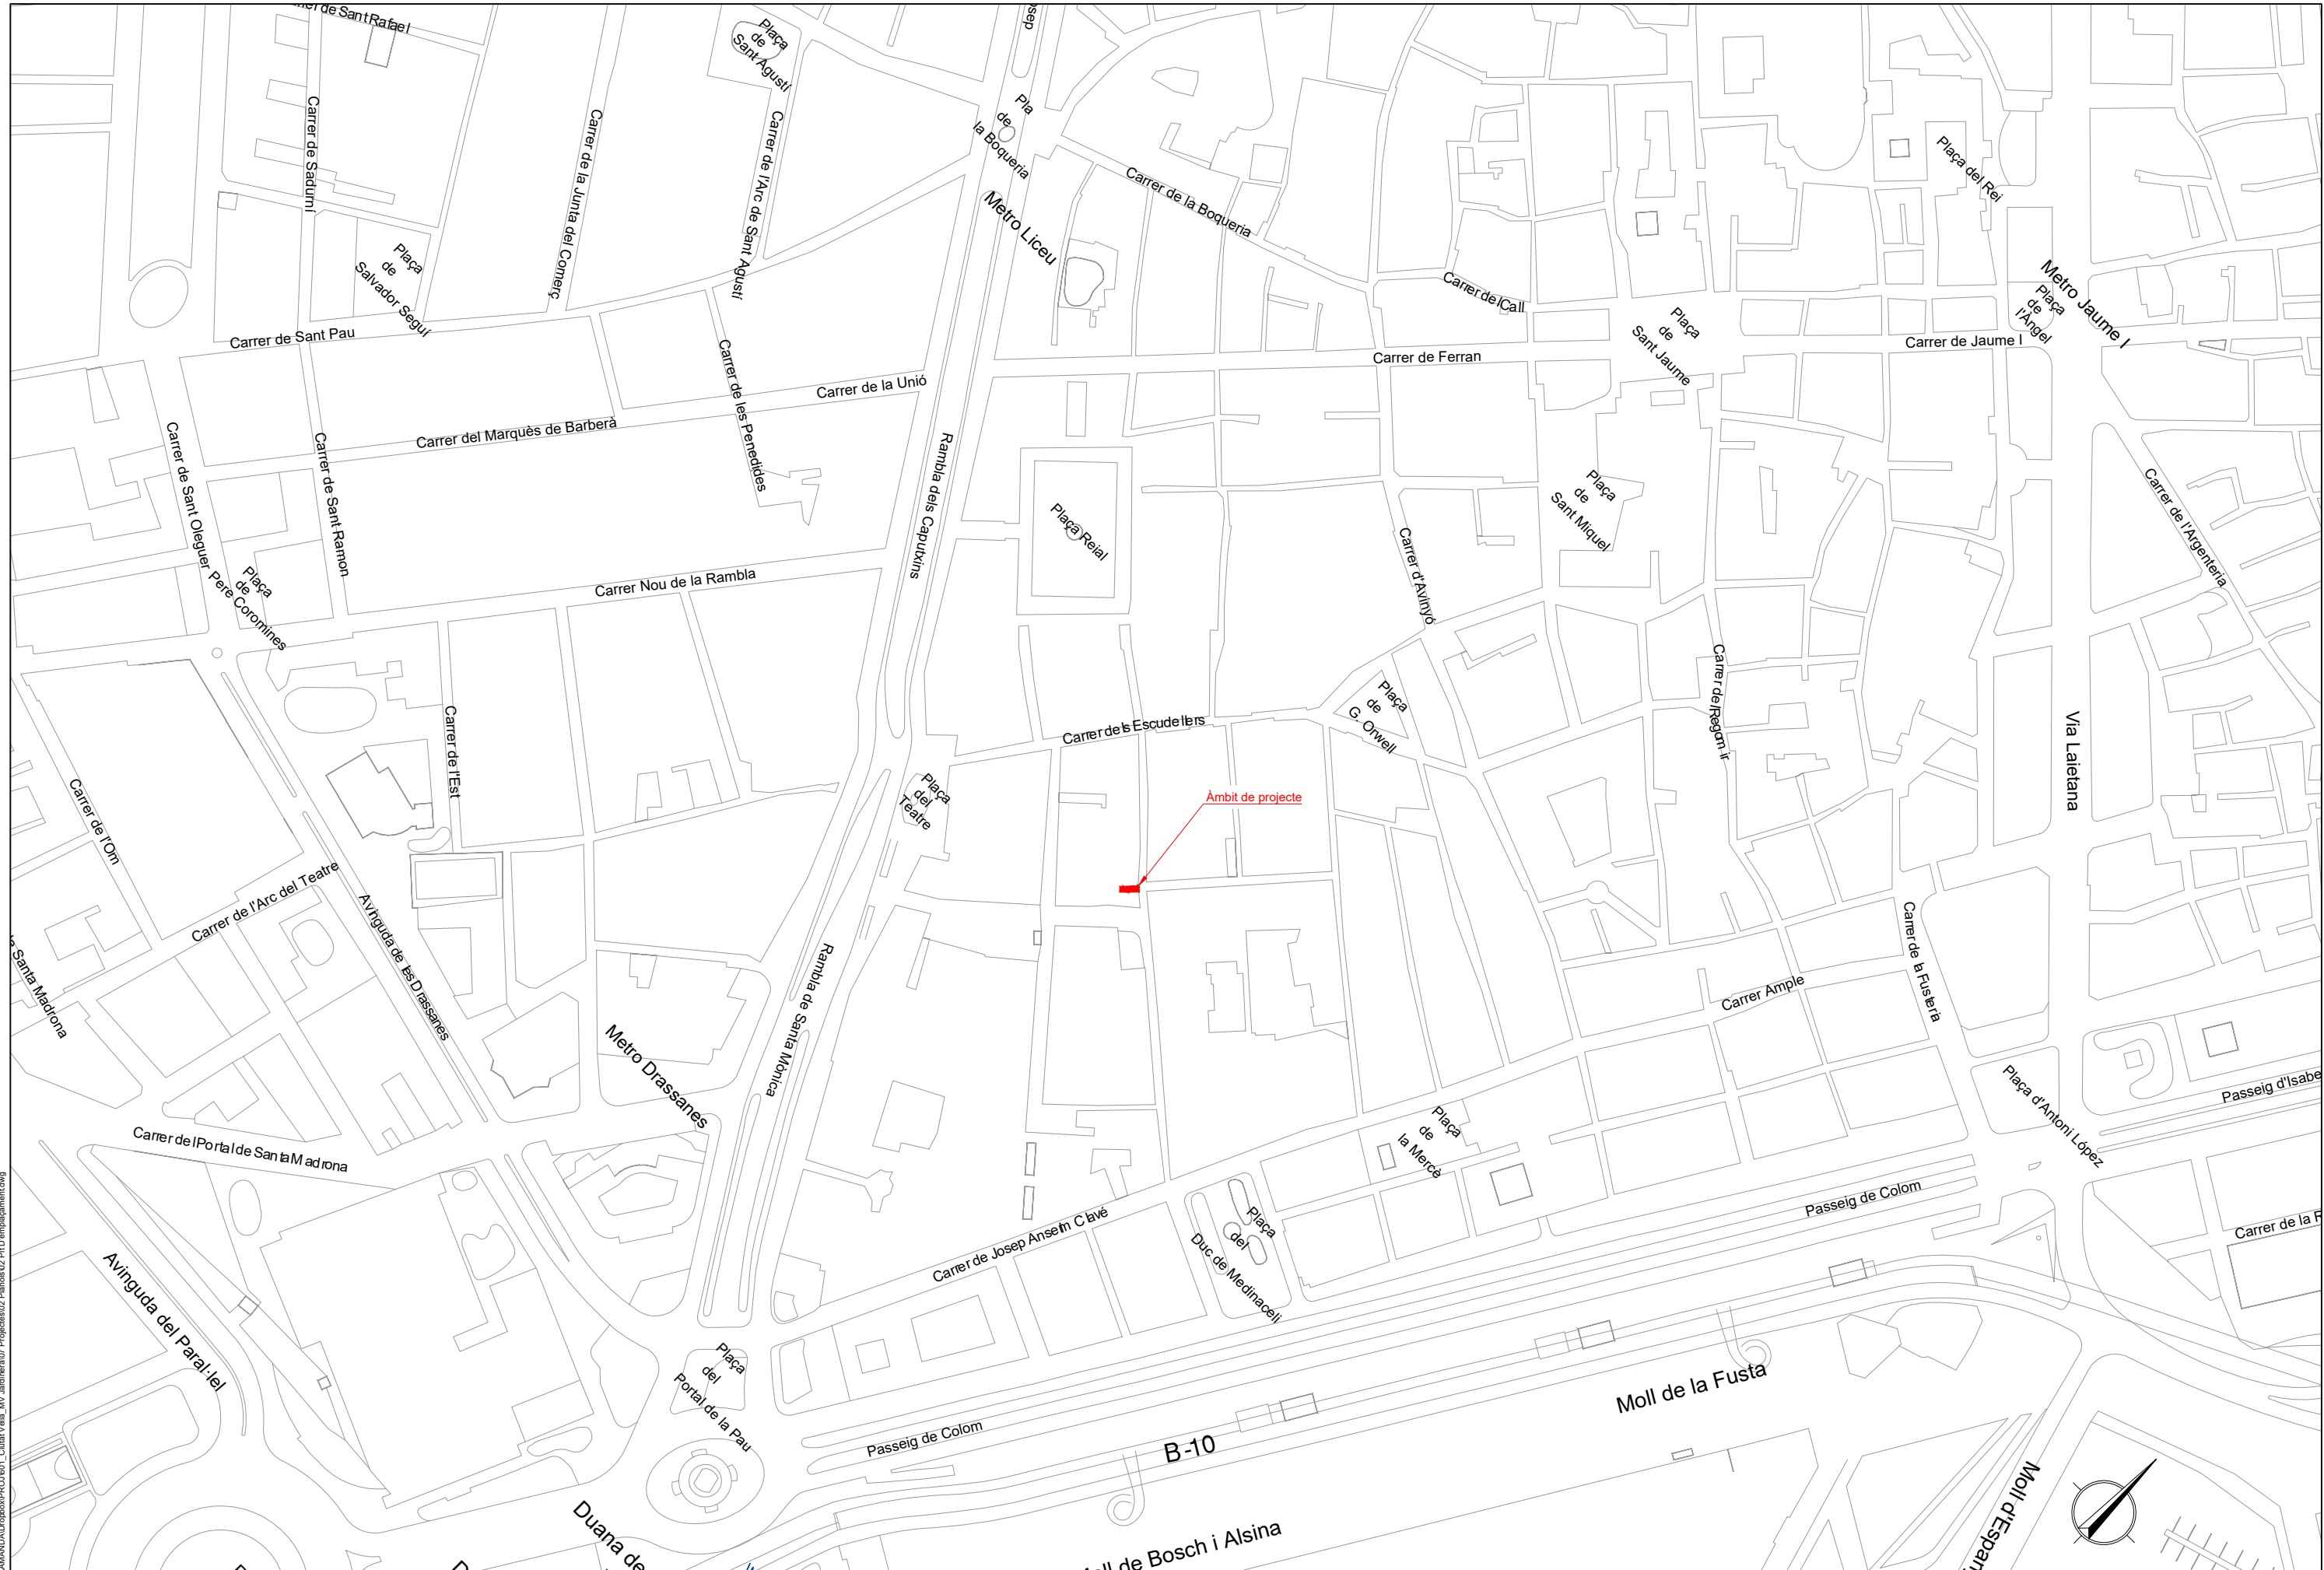 Carrer de Sant Rafael
Plaça
de
Sant Agustí
Carrer de Sadurní
Carrer de la Junta del Comerç
Carrer de l'Arc de Sant Agustí
Pla
de
la Boqueria
Metro Liceu
Carrer de la Boqueria
Plaça del Rei
Plaça
de
Salvador Seguí
Carrer del Call
Plaça
de
Sant Jaume
Metro Jaume I
Plaça
de
l'Àngel
Carrer de Sant Pau
Carrer de Ferran
Carrer de Jaume I
Carrer de les Penedides
Carrer de la Unió
Carrer del Marquès de Barberà
Carrer de Sant Oleguer
Carrer de Sant Ramon
Rambla dels Caputxins
Plaça Reial
Plaça
de
Sant Miquel
Carrer de l'Argenteria
Carrer d'Avinyó
Plaça
de
Pere Coromines
Carrer Nou de la Rambla
Carrer de l'Est
Carrer dels Escudellers
Plaça
de
G. Orwell
Carrer del Regomir
Via Laietana
Carrer de l'Om
Plaça
del
Teatre
Àmbit de projecte
Carrer de l'Arc del Teatre
Avinguda de les Drassanes
Santa Madrona
Rambla de Santa Mònica
Carrer de la Fusteria
Carrer Ample
Metro Drassanes
Plaça d'Antoni López
Passeig d'Isabe
Carrer del Portal de Santa Madrona
Plaça
de
la Mercè
Passeig de Colom
Carrer de la R
Carrer de Josep Anselm Clavé
Plaça
del
Duc de Medinaceli
Avinguda del Paral·lel
Plaça
del
Portal de la Pau
Moll de la Fusta
Passeig de Colom
B-10
Moll d'Espan
Duana de
Moll de Bosch i Alsina